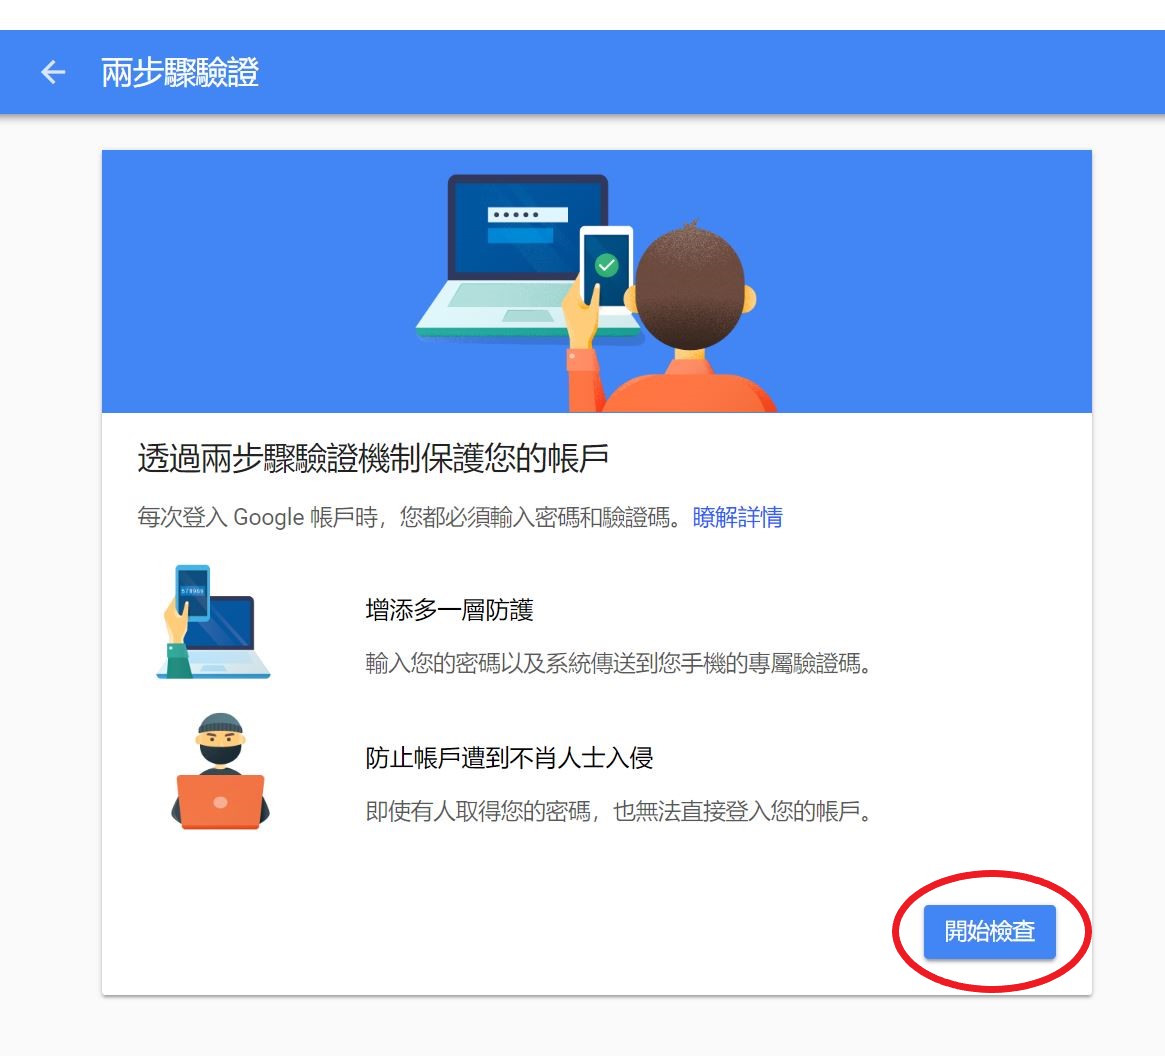 兩步驟驗證
透過兩步驟驗證機制保護您的帳戶
每次登入 Google 帳戶時，您都必須輸入密碼和驗證碼。瞭解詳情
增添多一層防護
輸入您的密碼以及系統傳送到您手機的專屬驗證碼。
防止帳戶遭到不肖人士入侵
即使有人取得您的密碼，也無法直接登入您的帳戶。
開始檢查